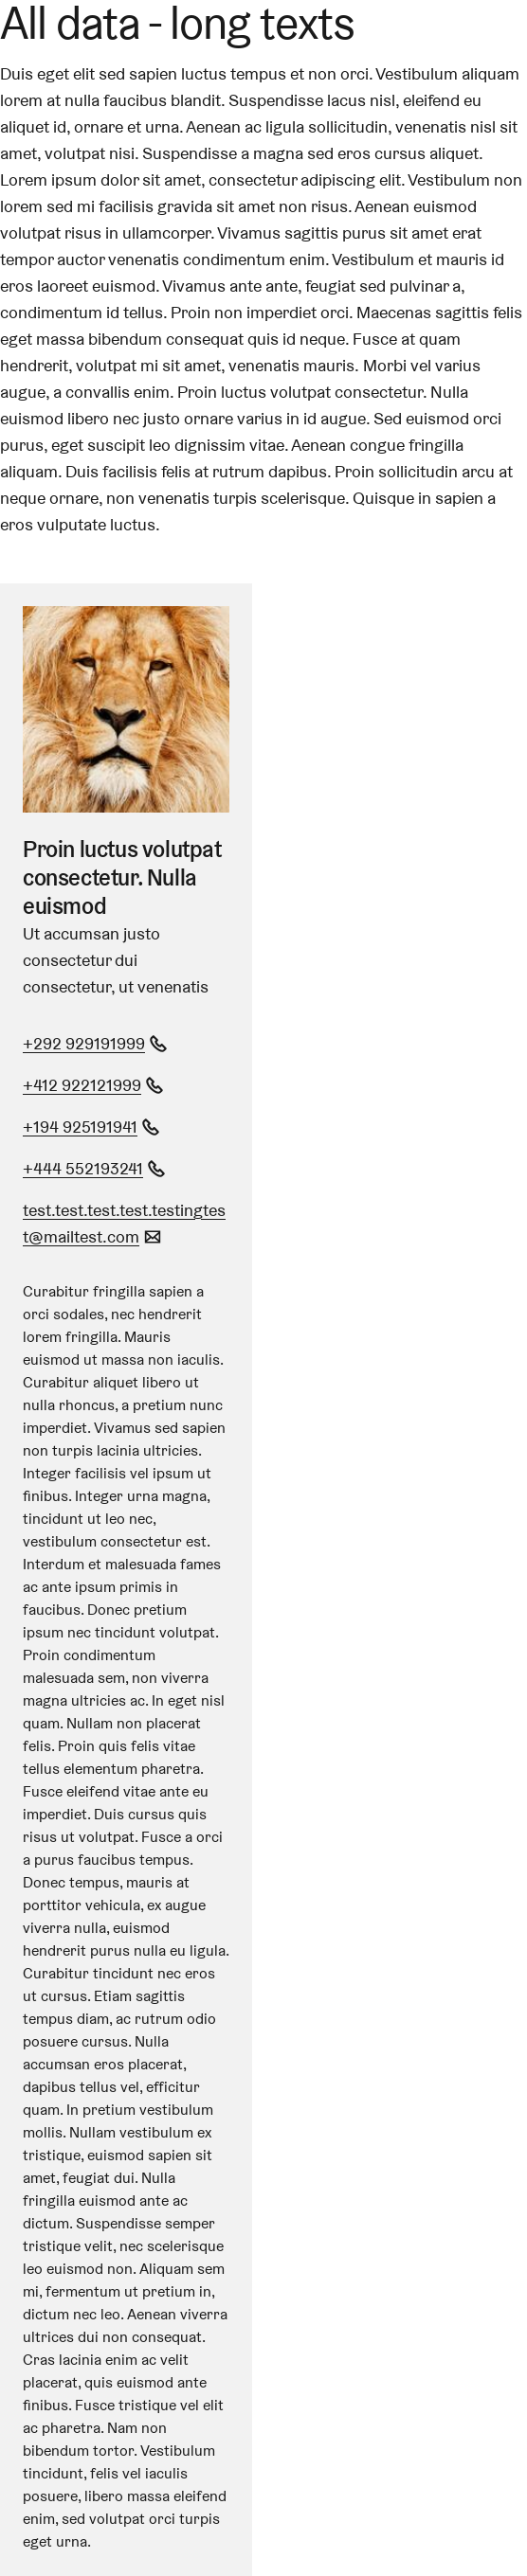 All data - long texts
Duis eget elit sed sapien luctus tempus et non orci. Vestibulum aliquam
lorem at nulla faucibus blandit. Suspendisse lacus nisl, eleifend eu
aliquet id, ornare et urna. Aenean ac ligula sollicitudin, venenatis nisl sit
amet, volutpat nisi. Suspendisse a magna sed eros cursus aliquet.
Lorem ipsum dolor sit amet, consectetur adipiscing elit. Vestibulum non
lorem sed mi facilisis gravida sit amet non risus. Aenean euismod
volutpat risus in ullamcorper. Vivamus sagittis purus sit amet erat
tempor auctor venenatis condimentum enim. Vestibulum et mauris id
eros laoreet euismod. Vivamus ante ante, feugiat sed pulvinar a,
condimentum id tellus. Proin non imperdiet orci. Maecenas sagittis felis
eget massa bibendum consequat quis id neque. Fusce at quam
hendrerit, volutpat mi sit amet, venenatis mauris. Morbi vel varius
augue, a convallis enim. Proin luctus volutpat consectetur. Nulla
euismod libero nec justo ornare varius in id augue. Sed euismod orci
purus, eget suscipit leo dignissim vitae. Aenean congue fringilla
aliquam. Duis facilisis felis at rutrum dapibus. Proin sollicitudin arcu at
neque ornare, non venenatis turpis scelerisque. Quisque in sapien a
eros vulputate luctus.
Proin luctus volutpat
consectetur. Nulla
euismod
Ut accumsan justo
consectetur dui
consectetur, ut venenatis
+292 929191999
+412 922121999
+194 925191941
+444 552193241
test.test.test.test.testingtes
t@mailtest.com
Curabitur fringilla sapien a
orci sodales, nec hendrerit
lorem fringilla. Mauris
euismod ut massa non iaculis.
Curabitur aliquet libero ut
nulla rhoncus, a pretium nunc
imperdiet. Vivamus sed sapien
non turpis lacinia ultricies.
Integer facilisis vel ipsum ut
finibus. Integer urna magna,
tincidunt ut leo nec,
vestibulum consectetur est.
Interdum et malesuada fames
ac ante ipsum primis in
faucibus. Donec pretium
ipsum nec tincidunt volutpat.
Proin condimentum
malesuada sem, non viverra
magna ultricies ac. In eget nisl
quam. Nullam non placerat
felis. Proin quis felis vitae
tellus elementum pharetra.
Fusce eleifend vitae ante eu
imperdiet. Duis cursus quis
risus ut volutpat. Fusce a orci
a purus faucibus tempus.
Donec tempus, mauris at
porttitor vehicula, ex augue
viverra nulla, euismod
hendrerit purus nulla eu ligula.
Curabitur tincidunt nec eros
ut cursus. Etiam sagittis
tempus diam, ac rutrum odio
posuere cursus. Nulla
accumsan eros placerat,
dapibus tellus vel, efficitur
quam. In pretium vestibulum
mollis. Nullam vestibulum ex
tristique, euismod sapien sit
amet, feugiat dui. Nulla
fringilla euismod ante ac
dictum. Suspendisse semper
tristique velit, nec scelerisque
leo euismod non. Aliquam sem
mi, fermentum ut pretium in,
dictum nec leo. Aenean viverra
ultrices dui non consequat.
Cras lacinia enim ac velit
placerat, quis euismod ante
finibus. Fusce tristique vel elit
ac pharetra. Nam non
bibendum tortor. Vestibulum
tincidunt, felis vel iaculis
posuere, libero massa eleifend
enim, sed volutpat orci turpis
eget urna.